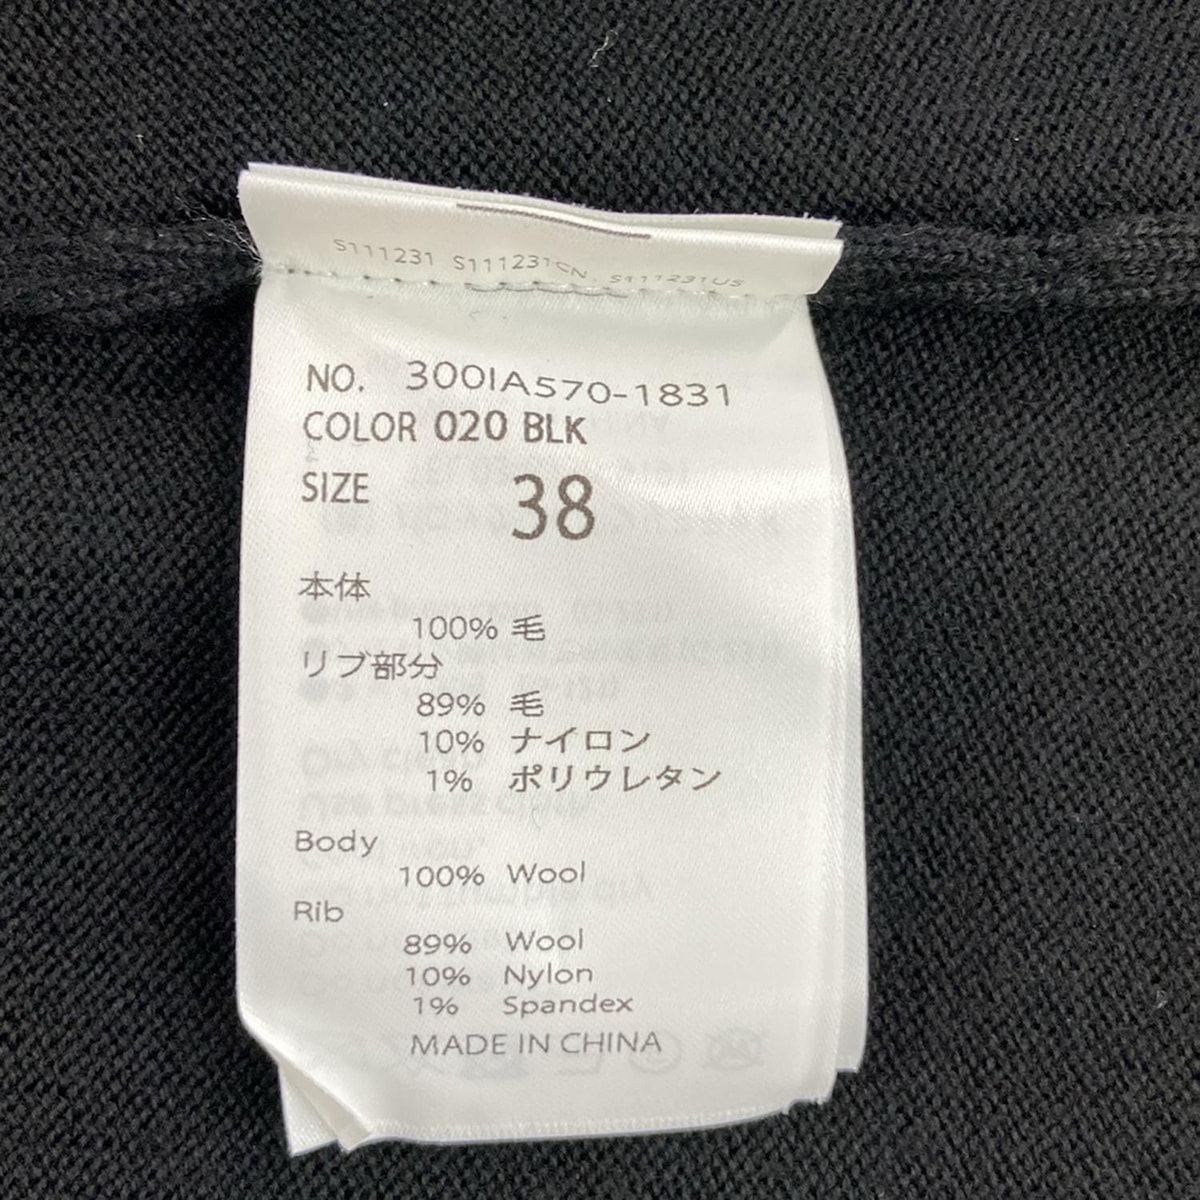 S111231 S111231CN S111231US
NO. 300IAS70-1831
COLOR 020 BLK
SIZE 38
本体
100% 毛
リブ部分
89% 毛
10% ナイロン
1% ポリウレタン
Body
100% Wool
Rib
89% Wool
10% Nylon
1% Spandex
MADE IN CHINA